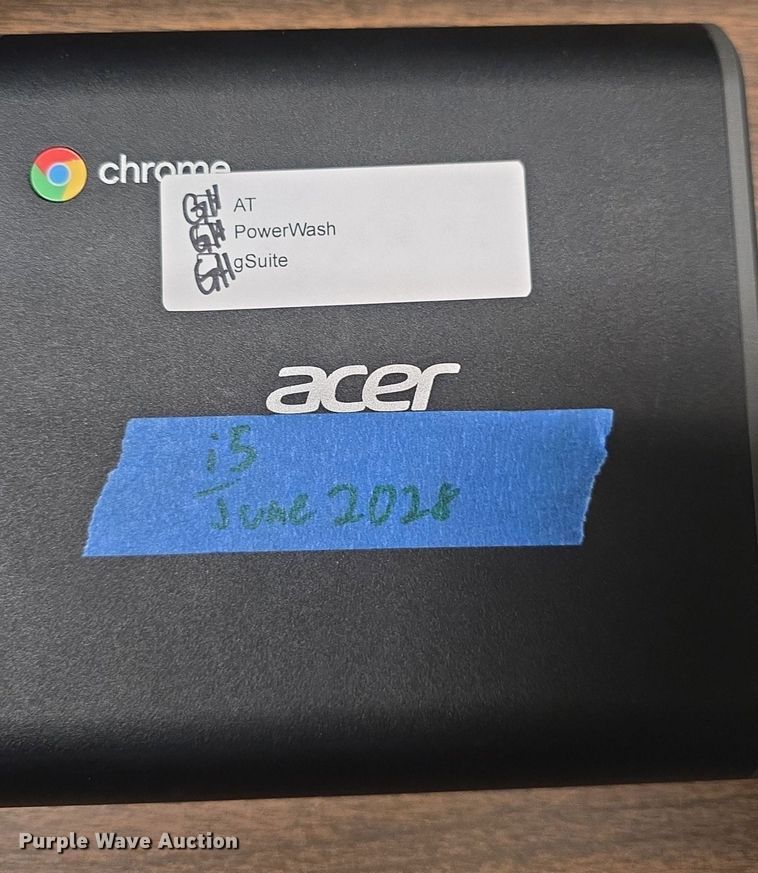 chrome
AT
PowerWash
gSuite
acer
i5
June 2028
Purple Wave Auction